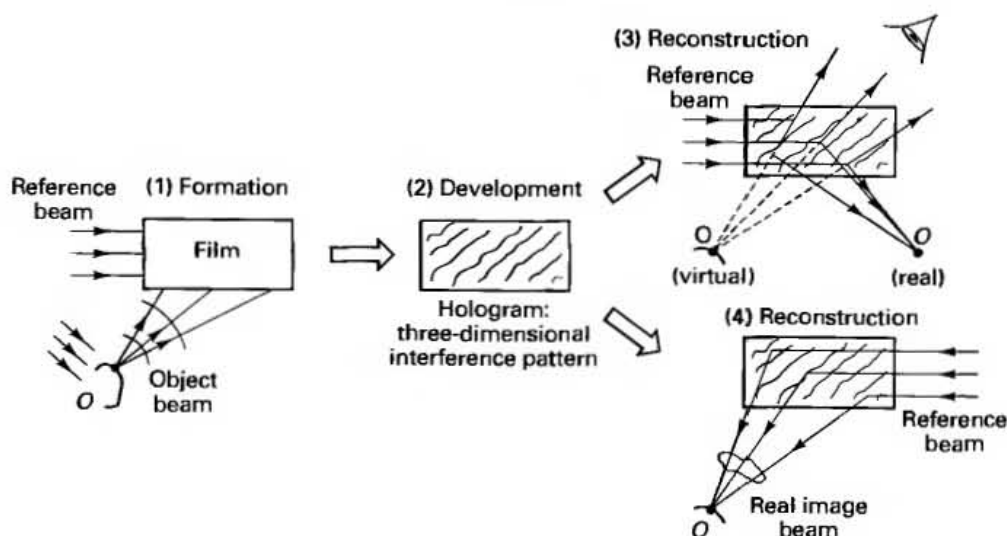 (1) Formation
Reference
beam
Film
O
Object
beam
(2) Development
Hologram:
three-dimensional
interference pattern
(3) Reconstruction
Reference
beam
O
(virtual)
O
(real)
(4) Reconstruction
Reference
beam
Real image
beam
O